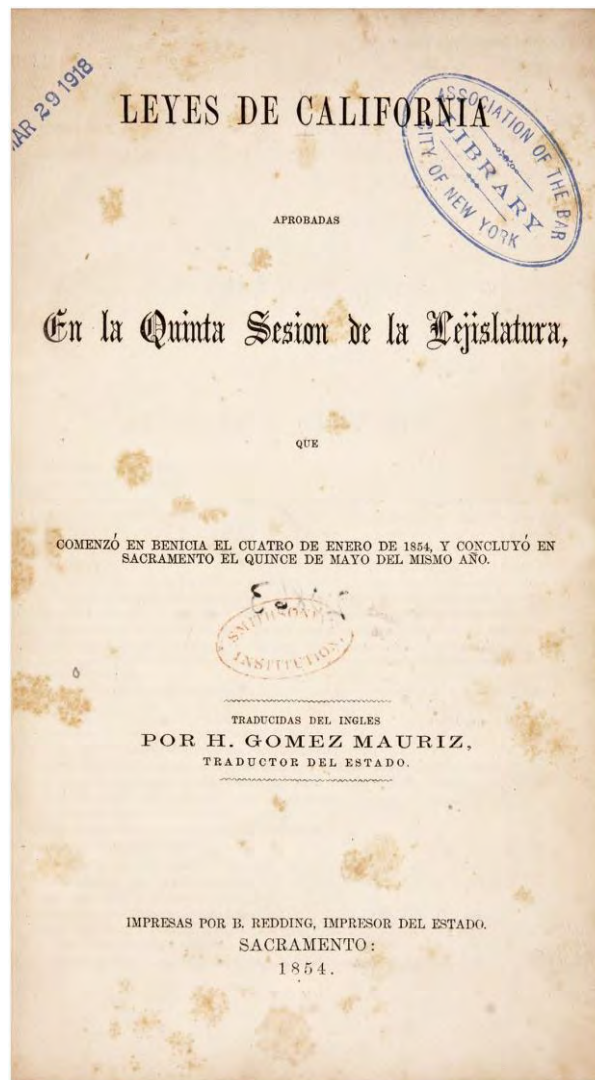 MAR 29 1918
ASSOCIATION OF THE BAR
LIBRARY
CITY OF NEW YORK
LEYES DE CALIFORNIA
APROBADAS
En la Quinta Sesion de la Lejislatura,
QUE
COMENZÓ EN BENICIA EL CUATRO DE ENERO DE 1854, Y CONCLUYÓ EN
SACRAMENTO EL QUINCE DE MAYO DEL MISMO AÑO.
SMITHSONIAN
INSTITUTION.
TRADUCIDAS DEL INGLES
POR H. GOMEZ MAURIZ,
TRADUCTOR DEL ESTADO.
IMPRESAS POR B. REDDING, IMPRESOR DEL ESTADO.
SACRAMENTO:
1854.